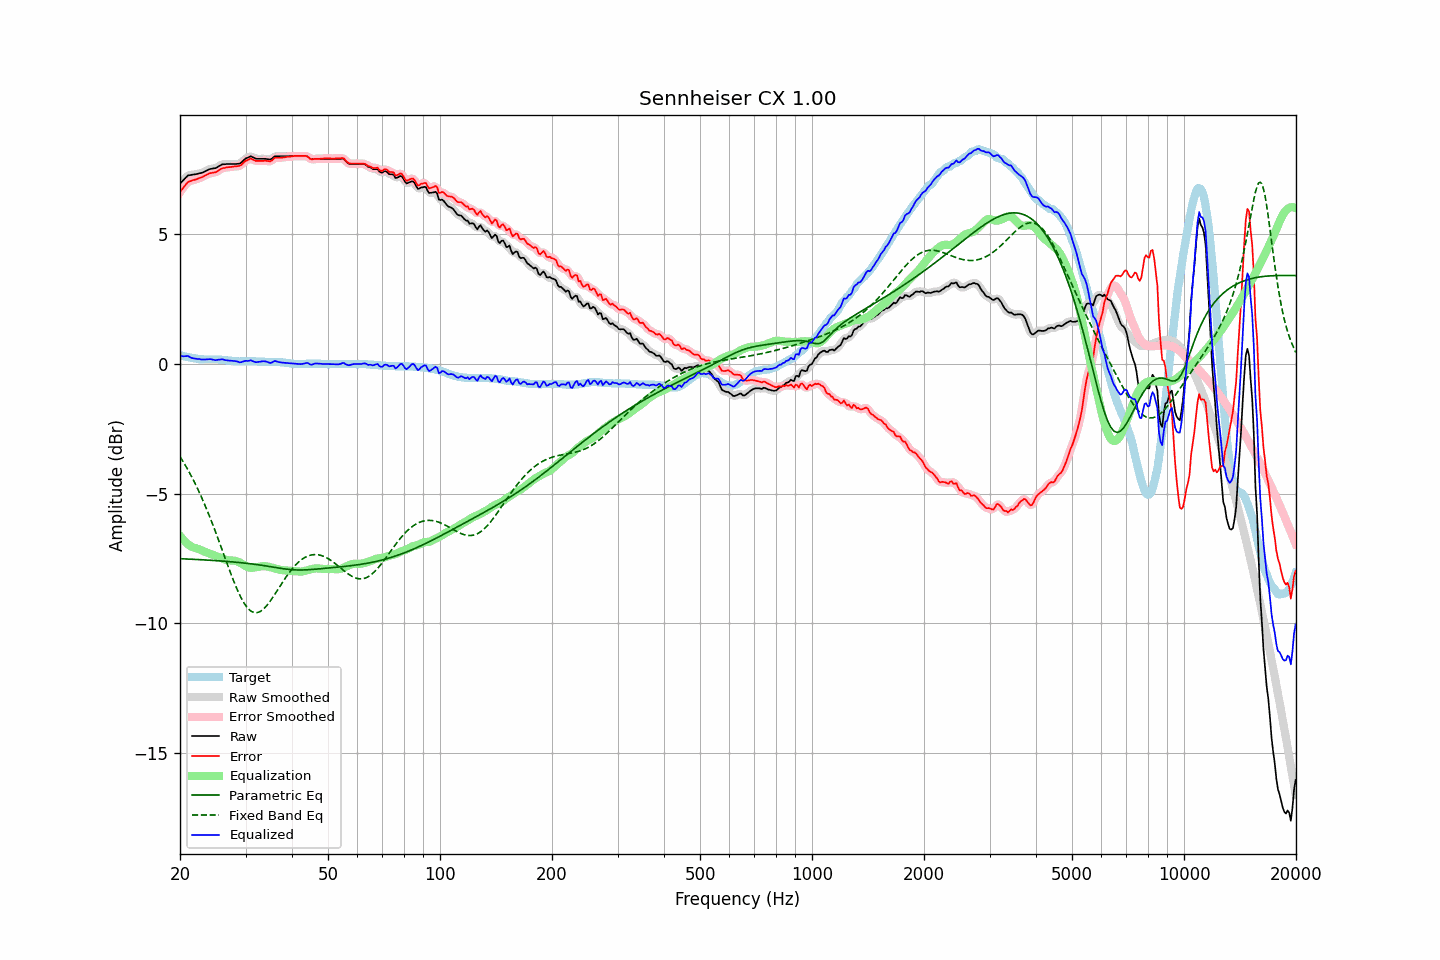 Sennheiser CX 1.00
Amplitude (dBr)
5
0
−5
−10
−15
Target
Raw Smoothed
Error Smoothed
Raw
Error
Equalization
Parametric Eq
Fixed Band Eq
Equalized
20 50 100 200 500 1000 2000 5000 10000 20000
Frequency (Hz)